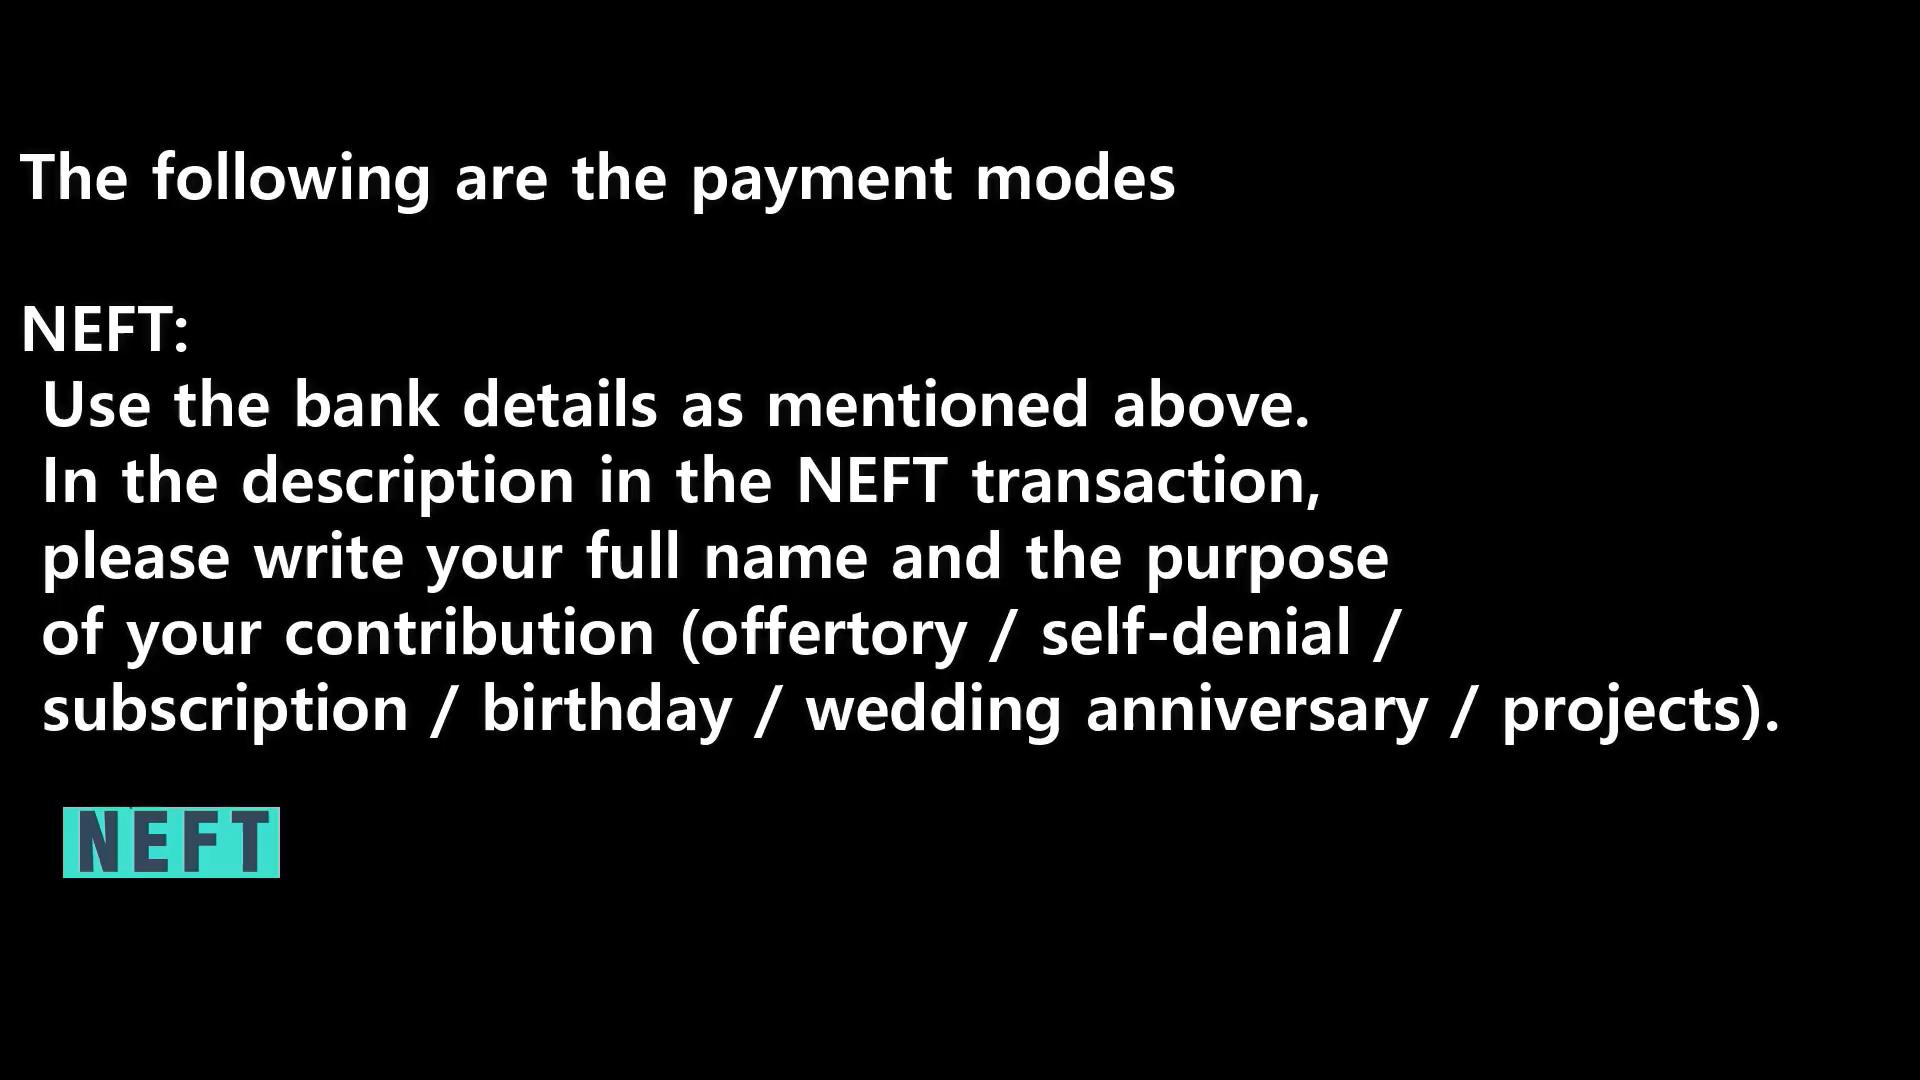 The following are the payment modes
NEFT:
Use the bank details as mentioned above.
In the description in the NEFT transaction,
please write your full name and the purpose
of your contribution (offertory / self-denial /
subscription / birthday / wedding anniversary / projects).
NEFT